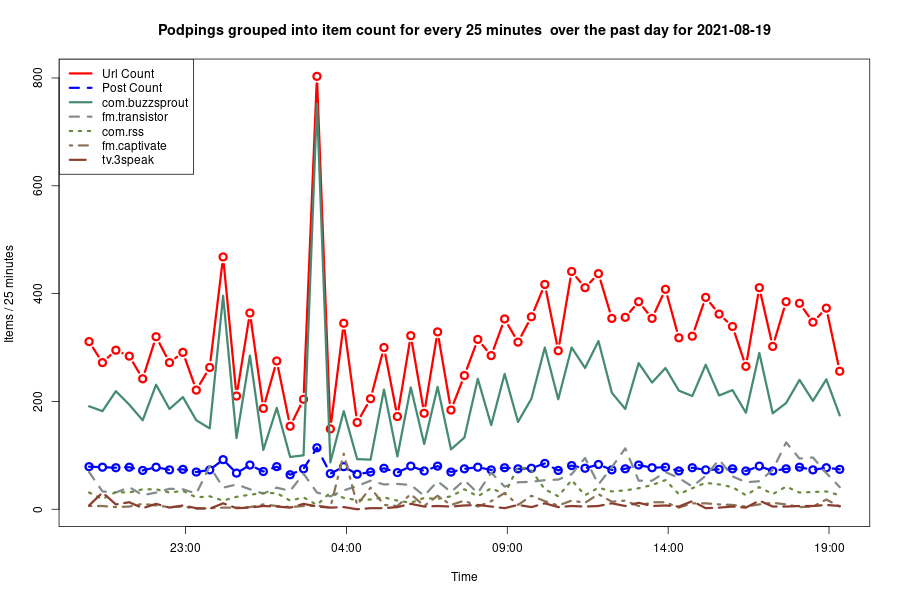 Podpings grouped into item count for every 25 minutes  over the past day for 2021-08-19
Url Count
Post Count
com.buzzsprout
fm.transistor
com.rss
fm.captivate
tv.3speak
800
600
400
200
0
Items / 25 minutes
23:00
04:00
09:00
14:00
19:00
Time